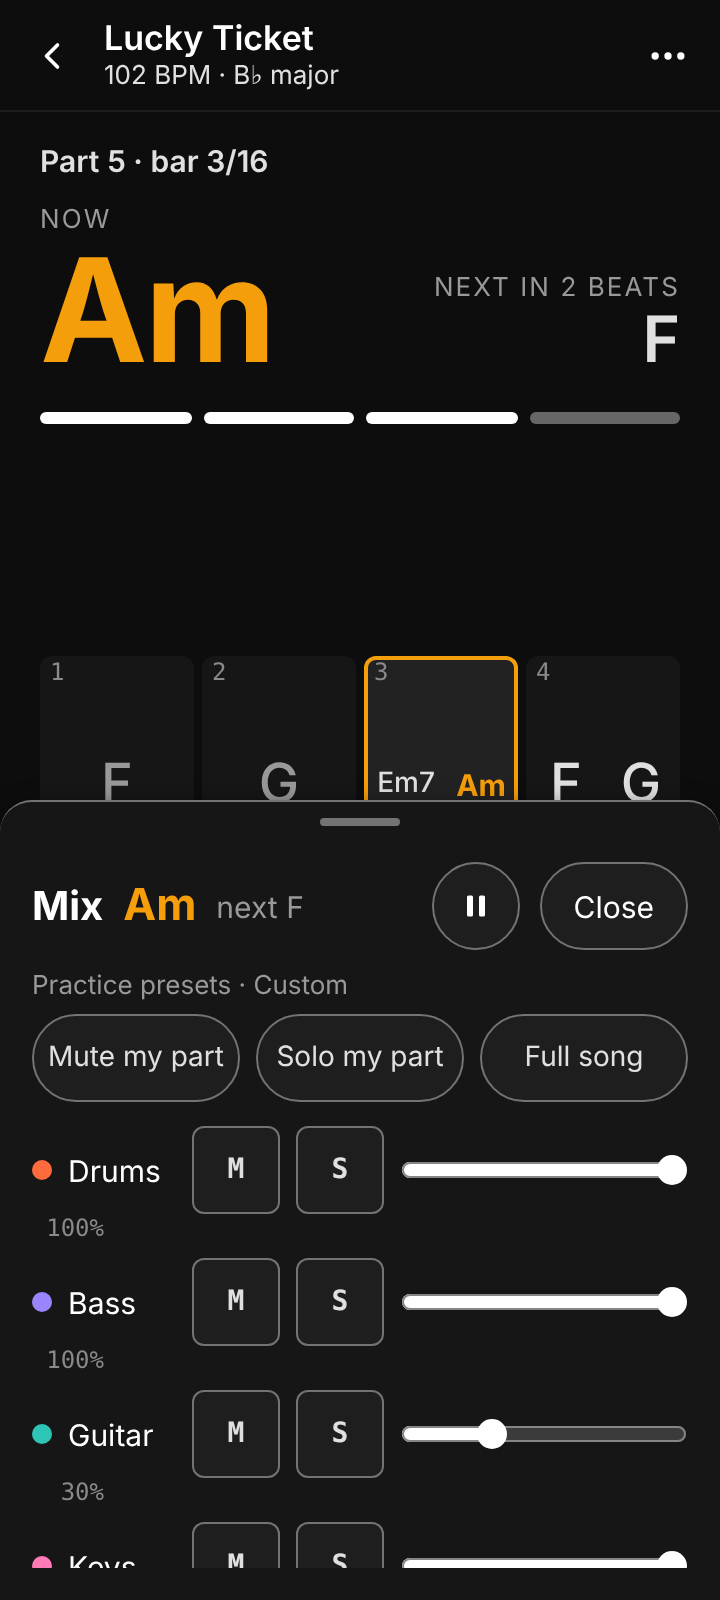 Lucky Ticket
102 BPM · B♭ major
Part 5 · bar 3/16
NOW
Am
NEXT IN 2 BEATS
F
1 2 3 4
F G Em7 Am F G
Mix Am next F Close
Practice presets · Custom
Mute my part Solo my part Full song
Drums M S
100%
Bass M S
100%
Guitar M S
30%
Keys M S